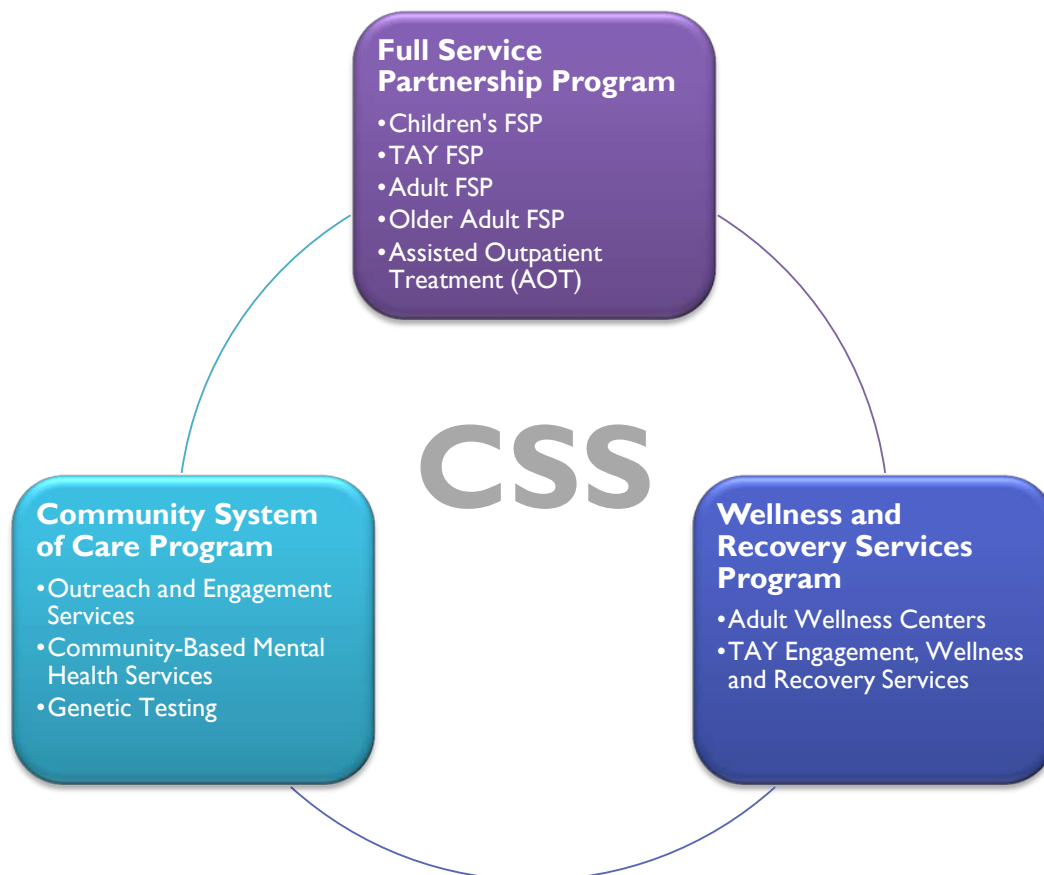 Full Service
Partnership Program
•Children's FSP
•TAY FSP
•Adult FSP
•Older Adult FSP
•Assisted Outpatient
Treatment (AOT)
CSS
Community System
of Care Program
•Outreach and Engagement
Services
•Community-Based Mental
Health Services
•Genetic Testing
Wellness and
Recovery Services
Program
•Adult Wellness Centers
•TAY Engagement, Wellness
and Recovery Services